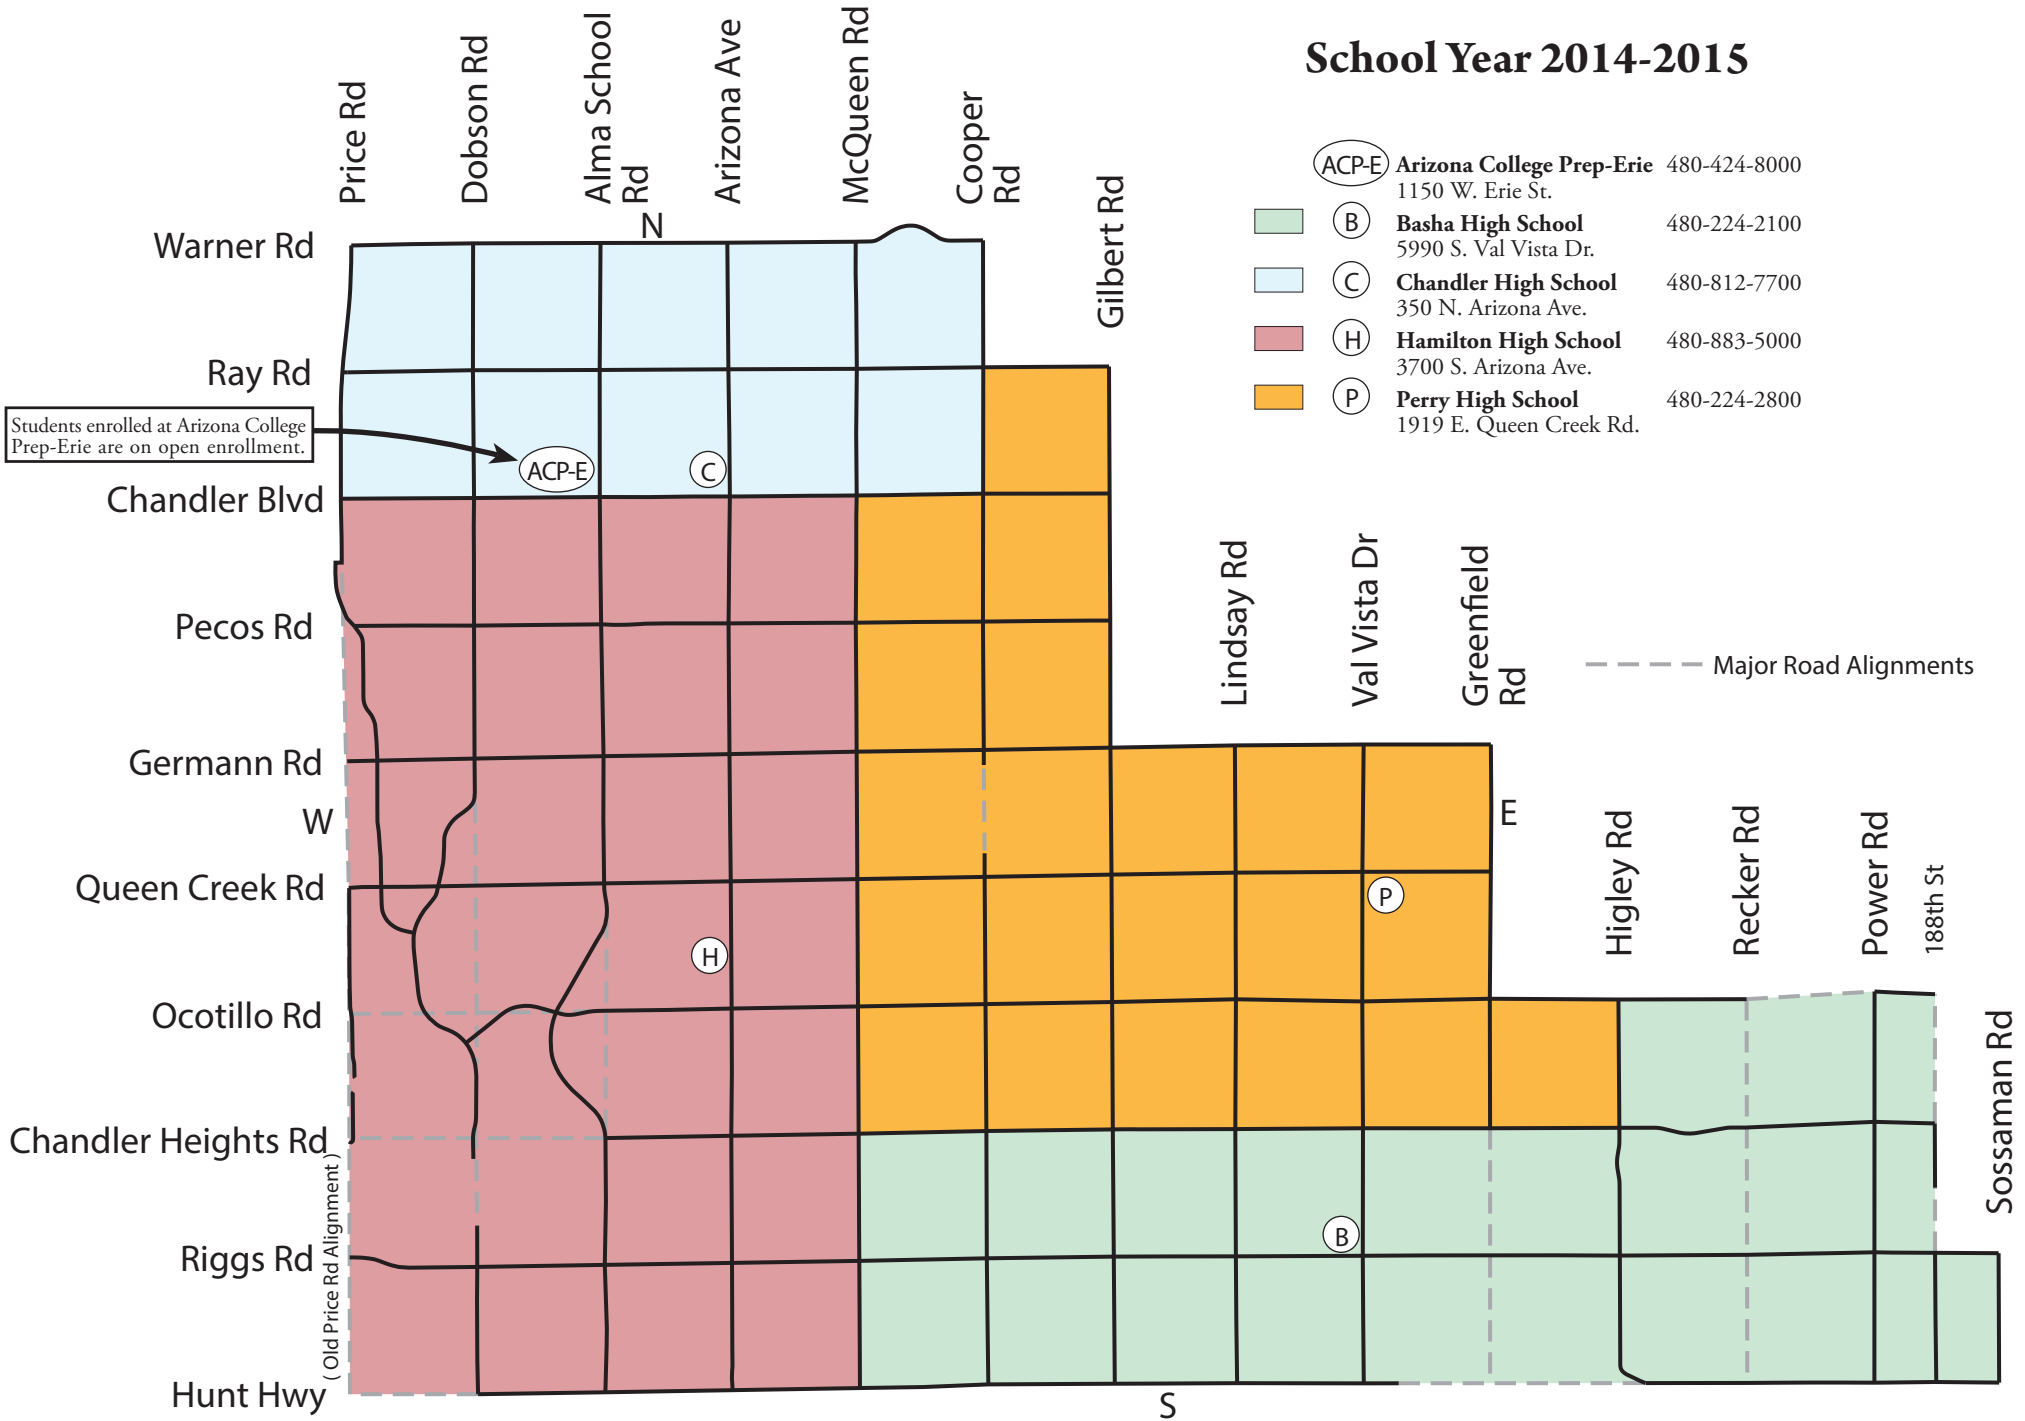 School Year 2014-2015
Price Rd
Dobson Rd
Alma School
Rd
Arizona Ave
McQueen Rd
Cooper
Rd
Gilbert Rd
ACP-E Arizona College Prep-Erie 480-424-8000
1150 W. Erie St.
B Basha High School 480-224-2100
5990 S. Val Vista Dr.
C Chandler High School 480-812-7700
350 N. Arizona Ave.
H Hamilton High School 480-883-5000
3700 S. Arizona Ave.
P Perry High School 480-224-2800
1919 E. Queen Creek Rd.
N
Warner Rd
Ray Rd
Students enrolled at Arizona College
Prep-Erie are on open enrollment.
ACP-E
C
Chandler Blvd
Lindsay Rd
Val Vista Dr
Greenfield
Rd
Pecos Rd
Major Road Alignments
Germann Rd
W
E
Higley Rd
Recker Rd
Power Rd
188th St
Queen Creek Rd
P
H
Ocotillo Rd
Sossaman Rd
Chandler Heights Rd
( Old Price Rd Alignment )
B
Riggs Rd
Hunt Hwy
S